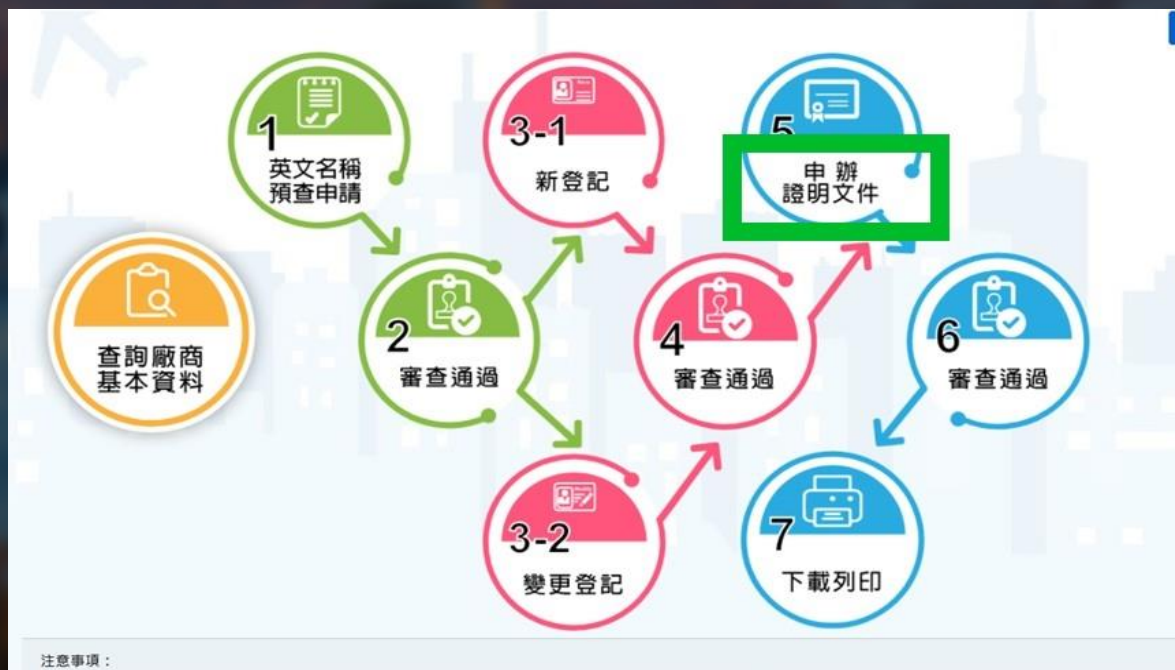 1
英文名稱
預查申請
3-1
新登記
5
申辦
證明文件
查詢廠商
基本資料
2
審查通過
4
審查通過
6
審查通過
3-2
變更登記
7
下載列印
注意事項：